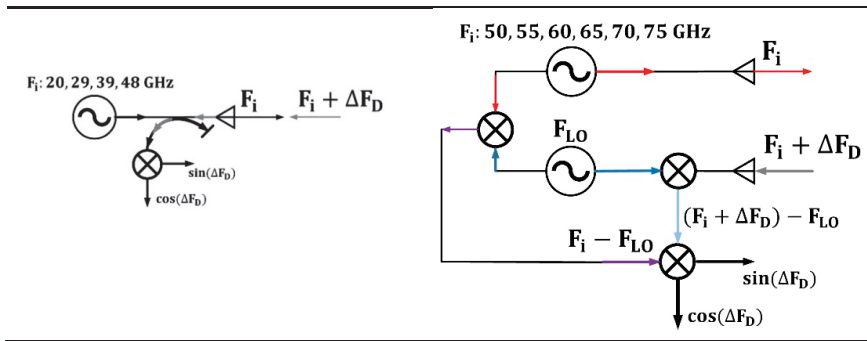 F_i: 20, 29, 39, 48 GHz
F_i
F_i + ΔF_D
sin(ΔF_D)
cos(ΔF_D)
F_i: 50, 55, 60, 65, 70, 75 GHz
F_i
F_LO
F_i + ΔF_D
(F_i + ΔF_D) − F_LO
F_i − F_LO
sin(ΔF_D)
cos(ΔF_D)